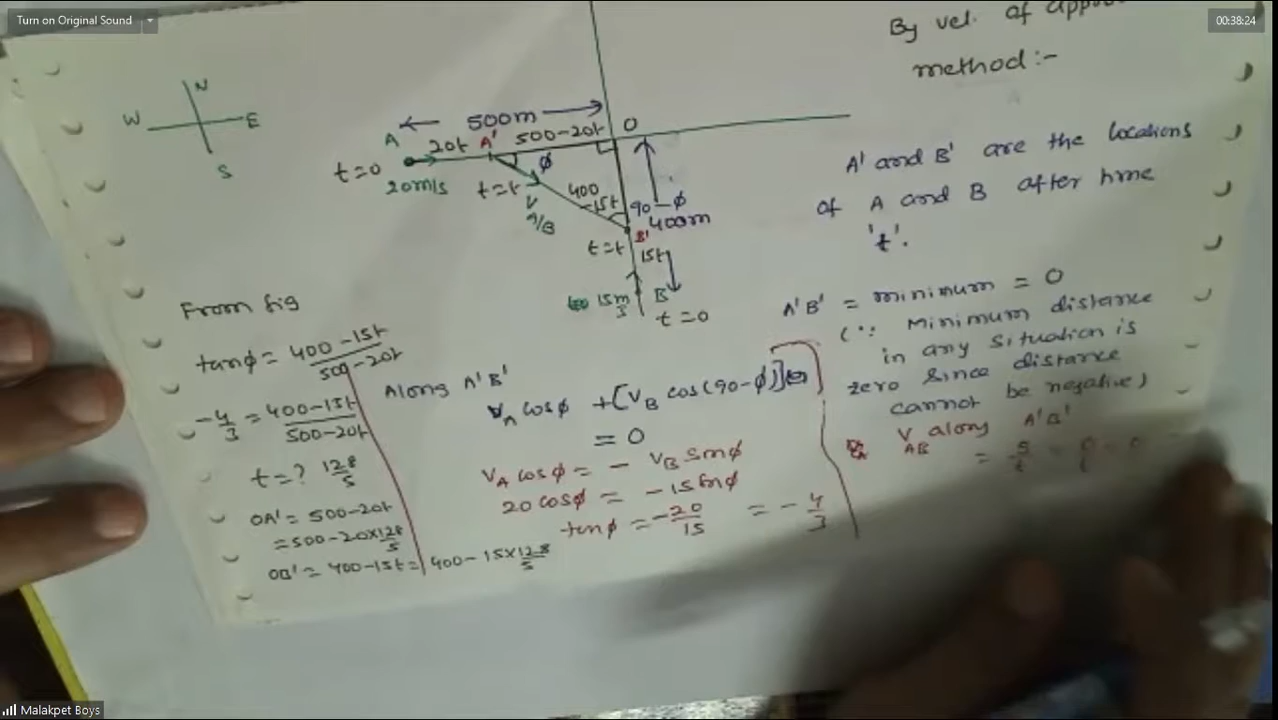 Turn on Original Sound
00:38:24
By vel. of
method:-
N
W
E
S
500m
A
20t A' 500-20t
O
t=0
20m/s
t=t
ϕ
V
A/B
400
-15t
90-ϕ
400m
B'
t=t
15t
15 m/s
B
t=0
A' and B' are the locations
of A and B after time
't'.
A'B' = minimum = 0
(∵ Minimum distance
in any situation is
zero since distance
cannot be negative)
V AB along A'B'
From fig
tanϕ = 400-15t / 500-20t
-4/3 = 400-15t / 500-20t
t=? 128/5
OA' = 500-20t
= 500-20×128/5
OB' = 400-15t = 400-15×128/5
Along A'B'
VA cosϕ +[VB cos(90-ϕ)]
= 0
VA cosϕ = - VB sinϕ
20 cosϕ = -15 sinϕ
tanϕ = -20/15 = -4/3
Malakpet Boys